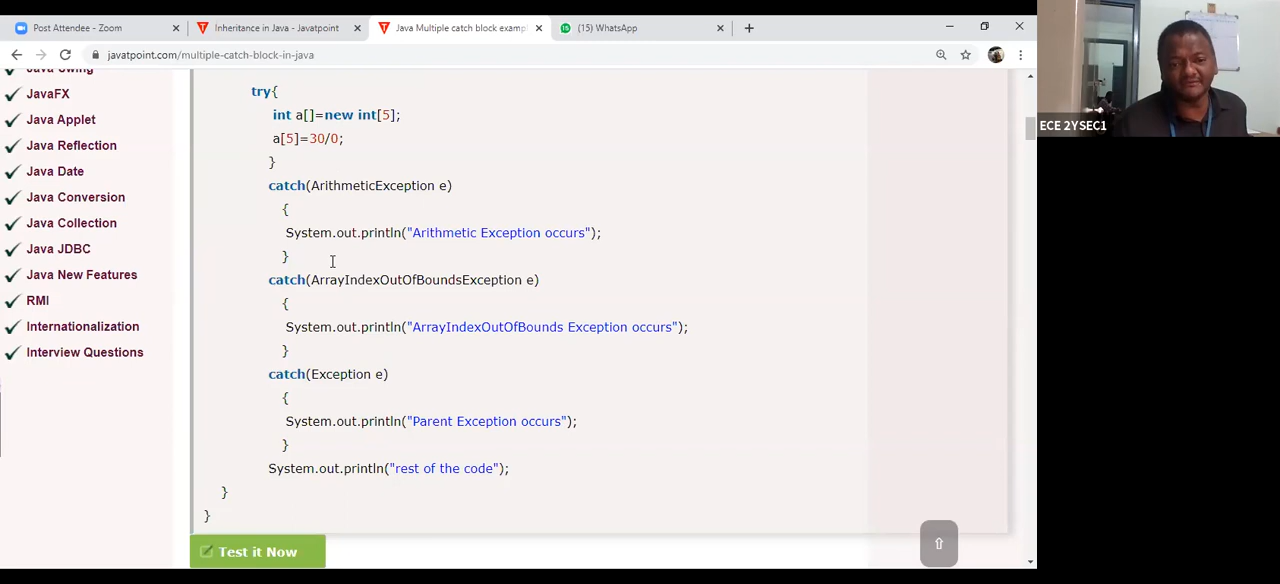 Post Attendee - Zoom
Inheritance in Java - Javatpoint
Java Multiple catch block examp
(15) WhatsApp
javatpoint.com/multiple-catch-block-in-java
Java Swing
JavaFX
Java Applet
Java Reflection
Java Date
Java Conversion
Java Collection
Java JDBC
Java New Features
RMI
Internationalization
Interview Questions
try{
int a[]=new int[5];
a[5]=30/0;
}
catch(ArithmeticException e)
{
System.out.println("Arithmetic Exception occurs");
}
catch(ArrayIndexOutOfBoundsException e)
{
System.out.println("ArrayIndexOutOfBounds Exception occurs");
}
catch(Exception e)
{
System.out.println("Parent Exception occurs");
}
System.out.println("rest of the code");
}
}
Test it Now
ECE 2YSEC1